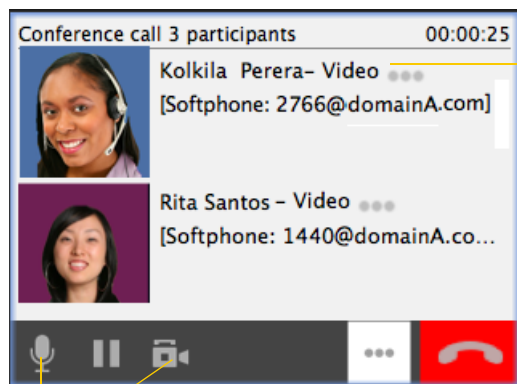 Conference call 3 participants 00:00:25
Kolkila Perera– Video
[Softphone: 2766@domainA.com]
Rita Santos – Video
[Softphone: 1440@domainA.co...